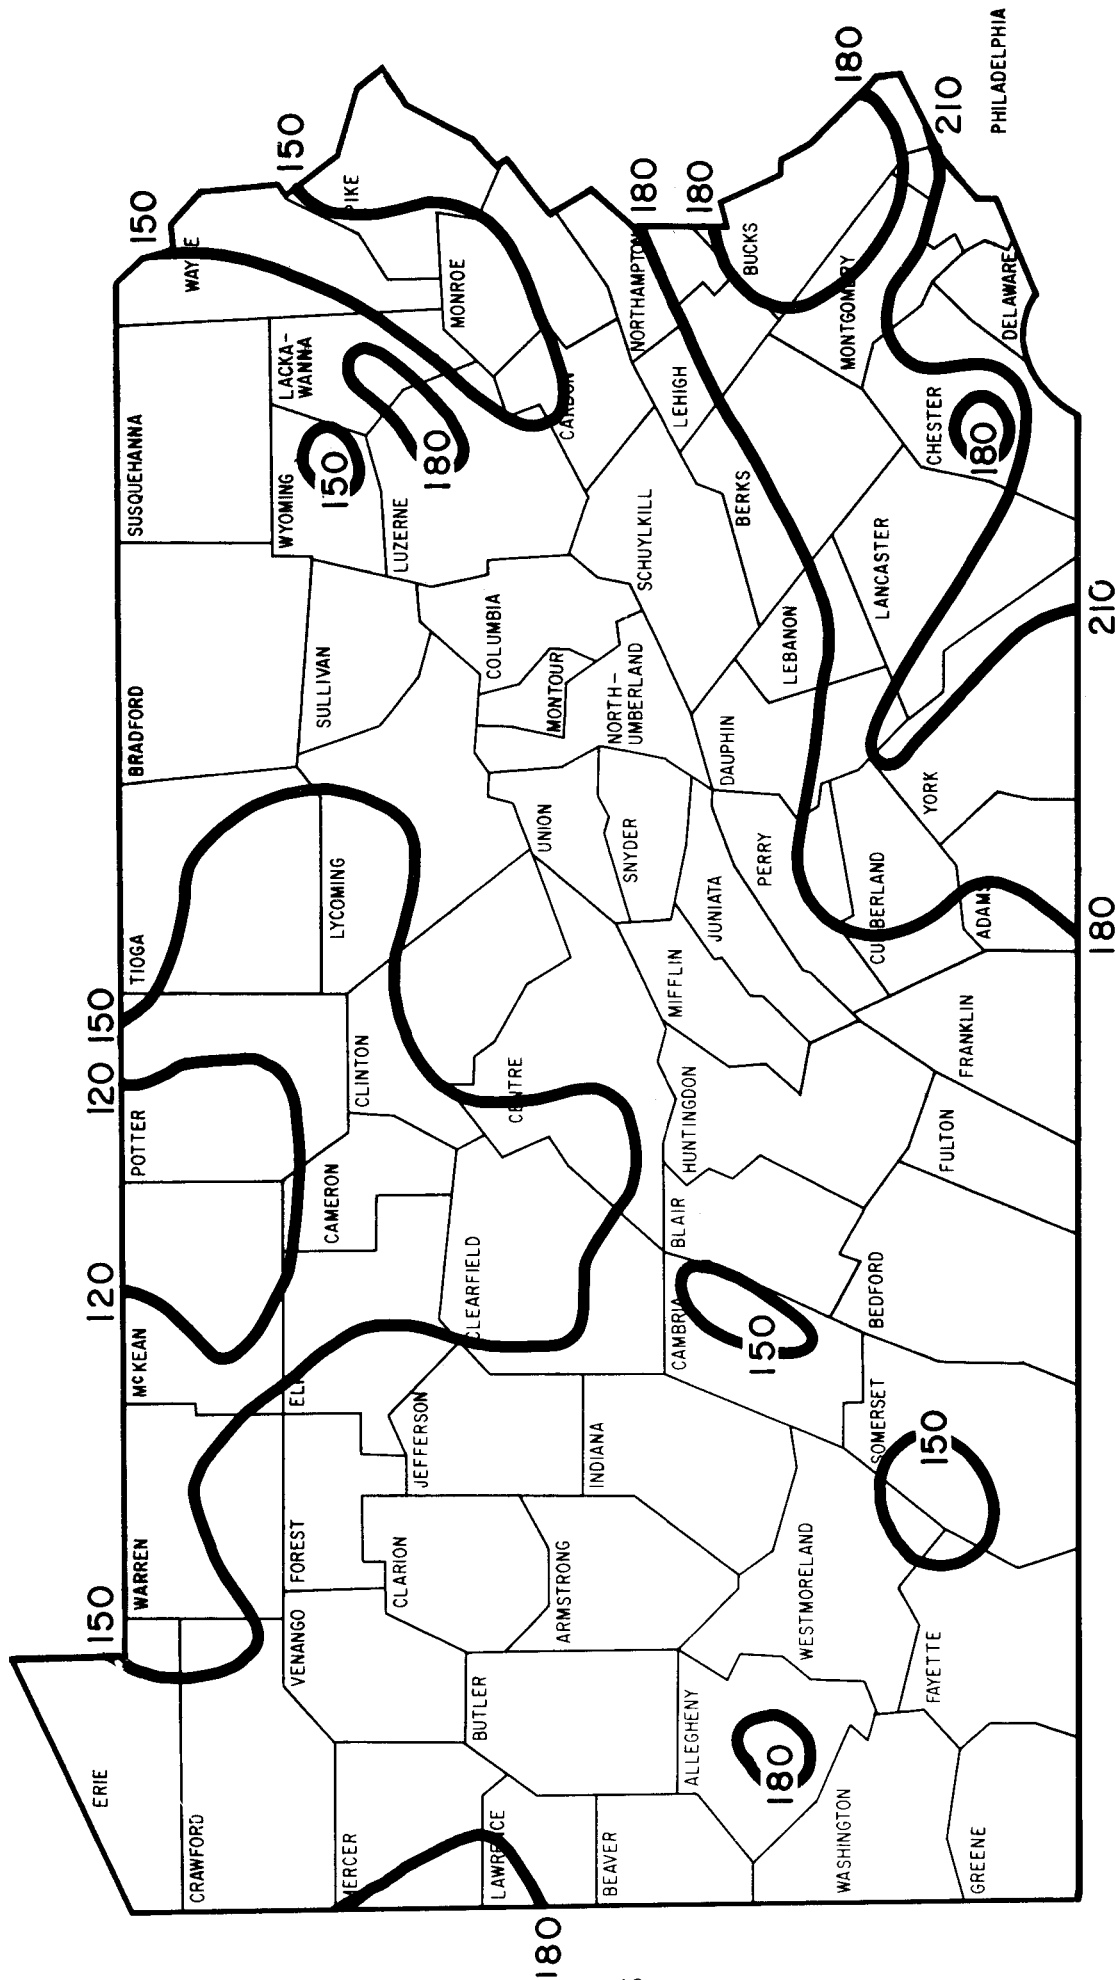 150
120
120
150
150
150
ERIE
CRAWFORD
WARREN
McKEAN
POTTER
TIOGA
BRADFORD
SUSQUEHANNA
WAYNE
PIKE
MERCER
VENANGO
FOREST
ELK
CAMERON
CLINTON
LYCOMING
SULLIVAN
WYOMING
LACKA-
WANNA
150
180
LAWRENCE
BUTLER
CLARION
JEFFERSON
CLEARFIELD
CENTRE
UNION
MONTOUR
COLUMBIA
LUZERNE
MONROE
CARBON
180
BEAVER
ALLEGHENY
ARMSTRONG
INDIANA
CAMBRIA
BLAIR
HUNTINGDON
MIFFLIN
SNYDER
JUNIATA
NORTH-
UMBERLAND
SCHUYLKILL
LEHIGH
NORTHAMPTON
180
180
180
150
PERRY
DAUPHIN
LEBANON
BERKS
BUCKS
MONTGOMERY
180
WASHINGTON
WESTMORELAND
SOMERSET
BEDFORD
CUMBERLAND
YORK
LANCASTER
CHESTER
DELAWARE
210
PHILADELPHIA
150
180
GREENE
FAYETTE
FULTON
FRANKLIN
ADAMS
180
210